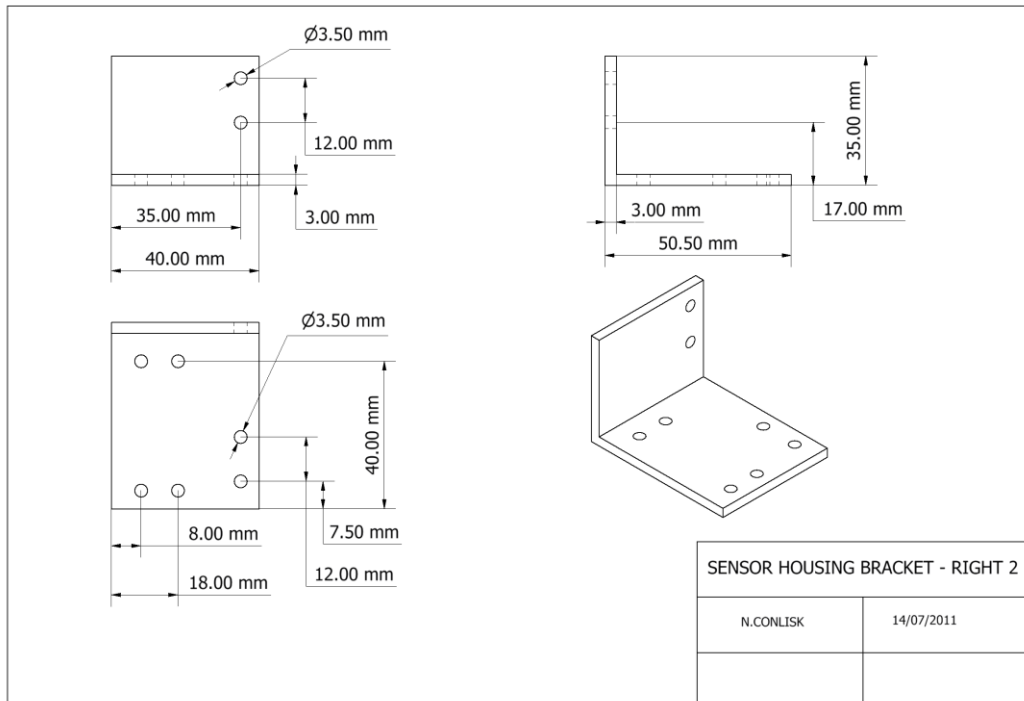 Ø3.50 mm
12.00 mm
3.00 mm
35.00 mm
40.00 mm
35.00 mm
17.00 mm
3.00 mm
50.50 mm
Ø3.50 mm
40.00 mm
7.50 mm
12.00 mm
8.00 mm
18.00 mm
SENSOR HOUSING BRACKET - RIGHT 2
N.CONLISK
14/07/2011